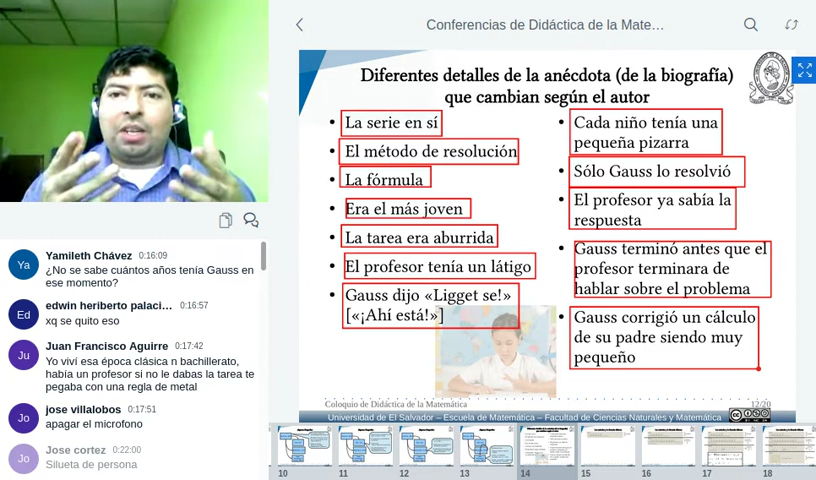 Conferencias de Didáctica de la Mate…
Diferentes detalles de la anécdota (de la biografía)
que cambian según el autor
• La serie en sí
• El método de resolución
• La fórmula
• Era el más joven
• La tarea era aburrida
• El profesor tenía un látigo
• Gauss dijo «Ligget se!»
[«¡Ahí está!»]
• Cada niño tenía una
pequeña pizarra
• Sólo Gauss lo resolvió
• El profesor ya sabía la
respuesta
• Gauss terminó antes que el
profesor terminara de
hablar sobre el problema
• Gauss corrigió un cálculo
de su padre siendo muy
pequeño
Coloquio de Didáctica de la Matemática
12/20
Universidad de El Salvador – Escuela de Matemática – Facultad de Ciencias Naturales y Matemática
Ya
Yamileth Chávez 0:16:09
¿No se sabe cuántos años tenía Gauss en
ese momento?
Ed
edwin heriberto palaci… 0:16:57
xq se quito eso
Ju
Juan Francisco Aguirre 0:17:42
Yo viví esa época clásica n bachillerato,
había un profesor si no le dabas la tarea te
pegaba con una regla de metal
Jo
jose villalobos 0:17:51
apagar el microfono
Jo
Jose cortez 0:22:00
Silueta de persona
10
11
12
13
14
15
16
17
18